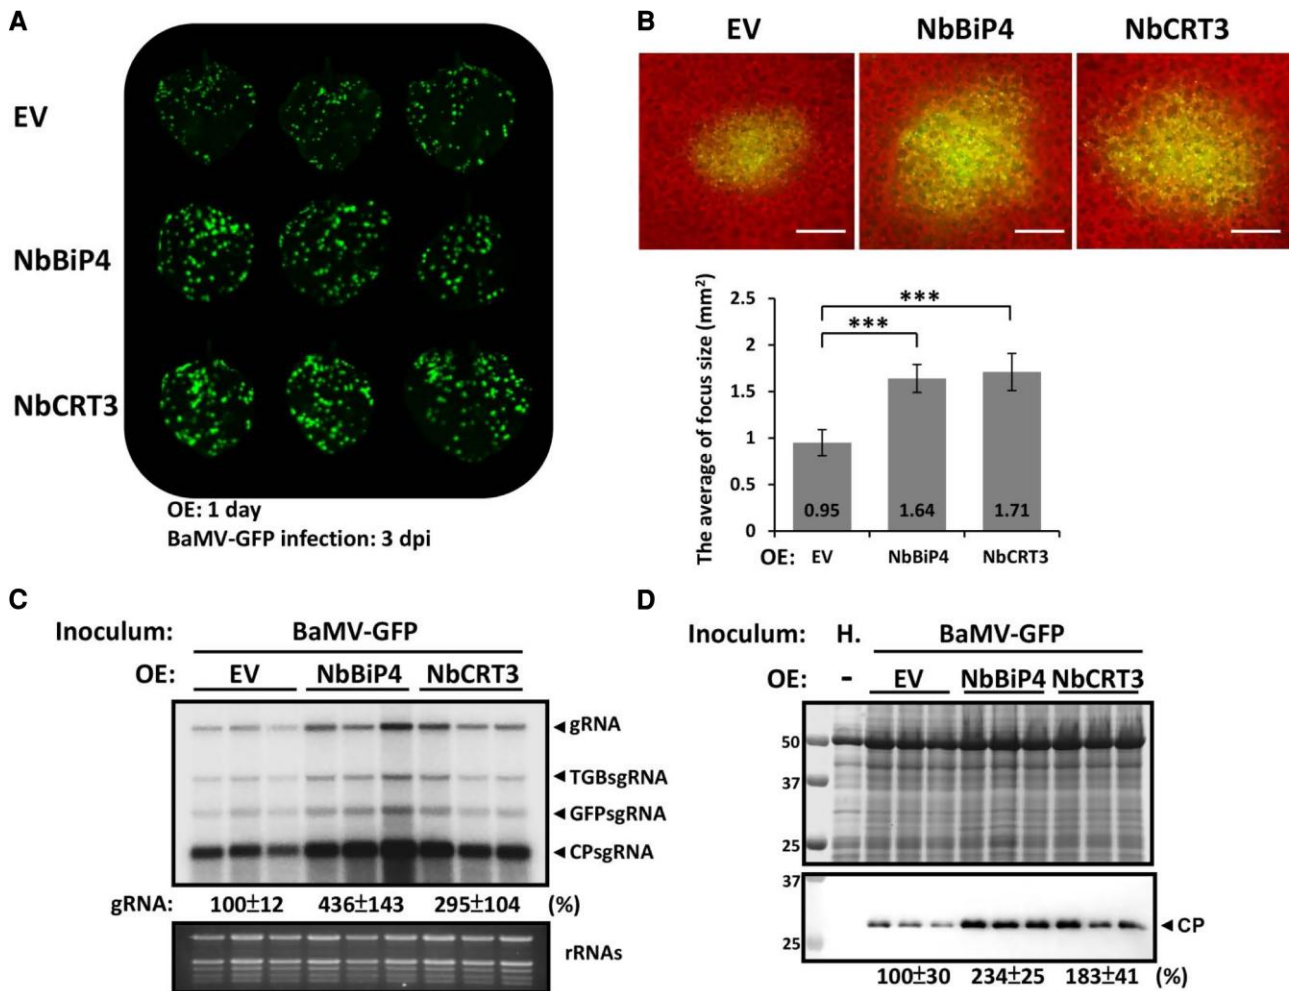 A
EV
NbBiP4
NbCRT3
OE: 1 day
BaMV-GFP infection: 3 dpi
B
EV NbBiP4 NbCRT3
The average of focus size (mm²)
2.5
2
1.5
1
0.5
0
***
***
0.95 1.64 1.71
OE: EV NbBiP4 NbCRT3
C
Inoculum: BaMV-GFP
OE: EV NbBiP4 NbCRT3
gRNA
TGBsgRNA
GFPsgRNA
CPsgRNA
gRNA: 100±12 436±143 295±104 (%)
rRNAs
D
Inoculum: H. BaMV-GFP
OE: - EV NbBiP4 NbCRT3
50
37
25
37
25
CP
100±30 234±25 183±41 (%)